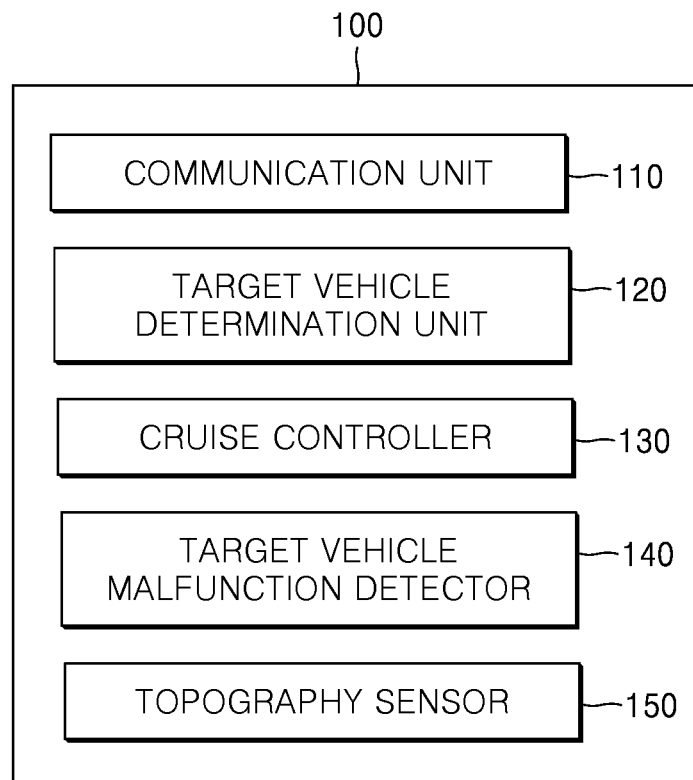 100
COMMUNICATION UNIT
110
TARGET VEHICLE
DETERMINATION UNIT
120
CRUISE CONTROLLER
130
TARGET VEHICLE
MALFUNCTION DETECTOR
140
TOPOGRAPHY SENSOR
150